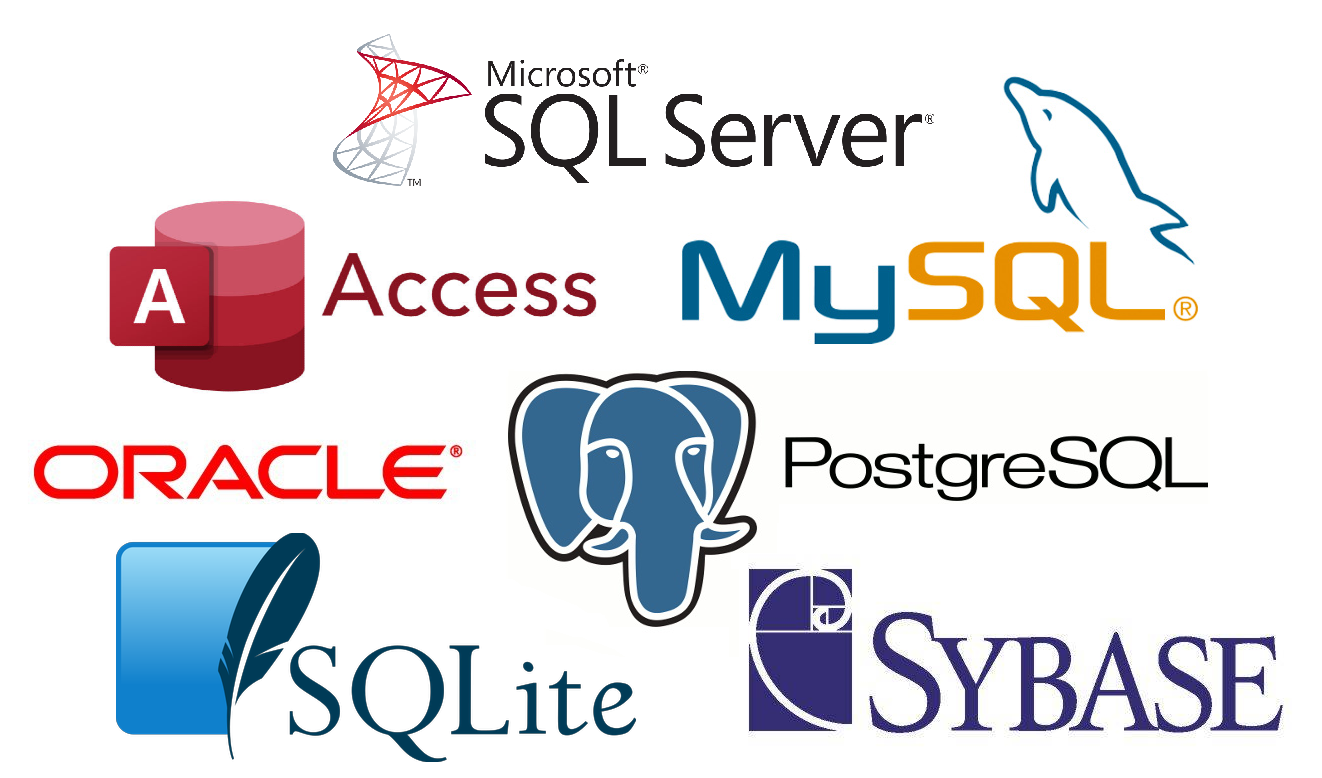 Microsoft®
SQL Server®
TM
A Access
MySQL®
ORACLE®
PostgreSQL
SQLite
SYBASE